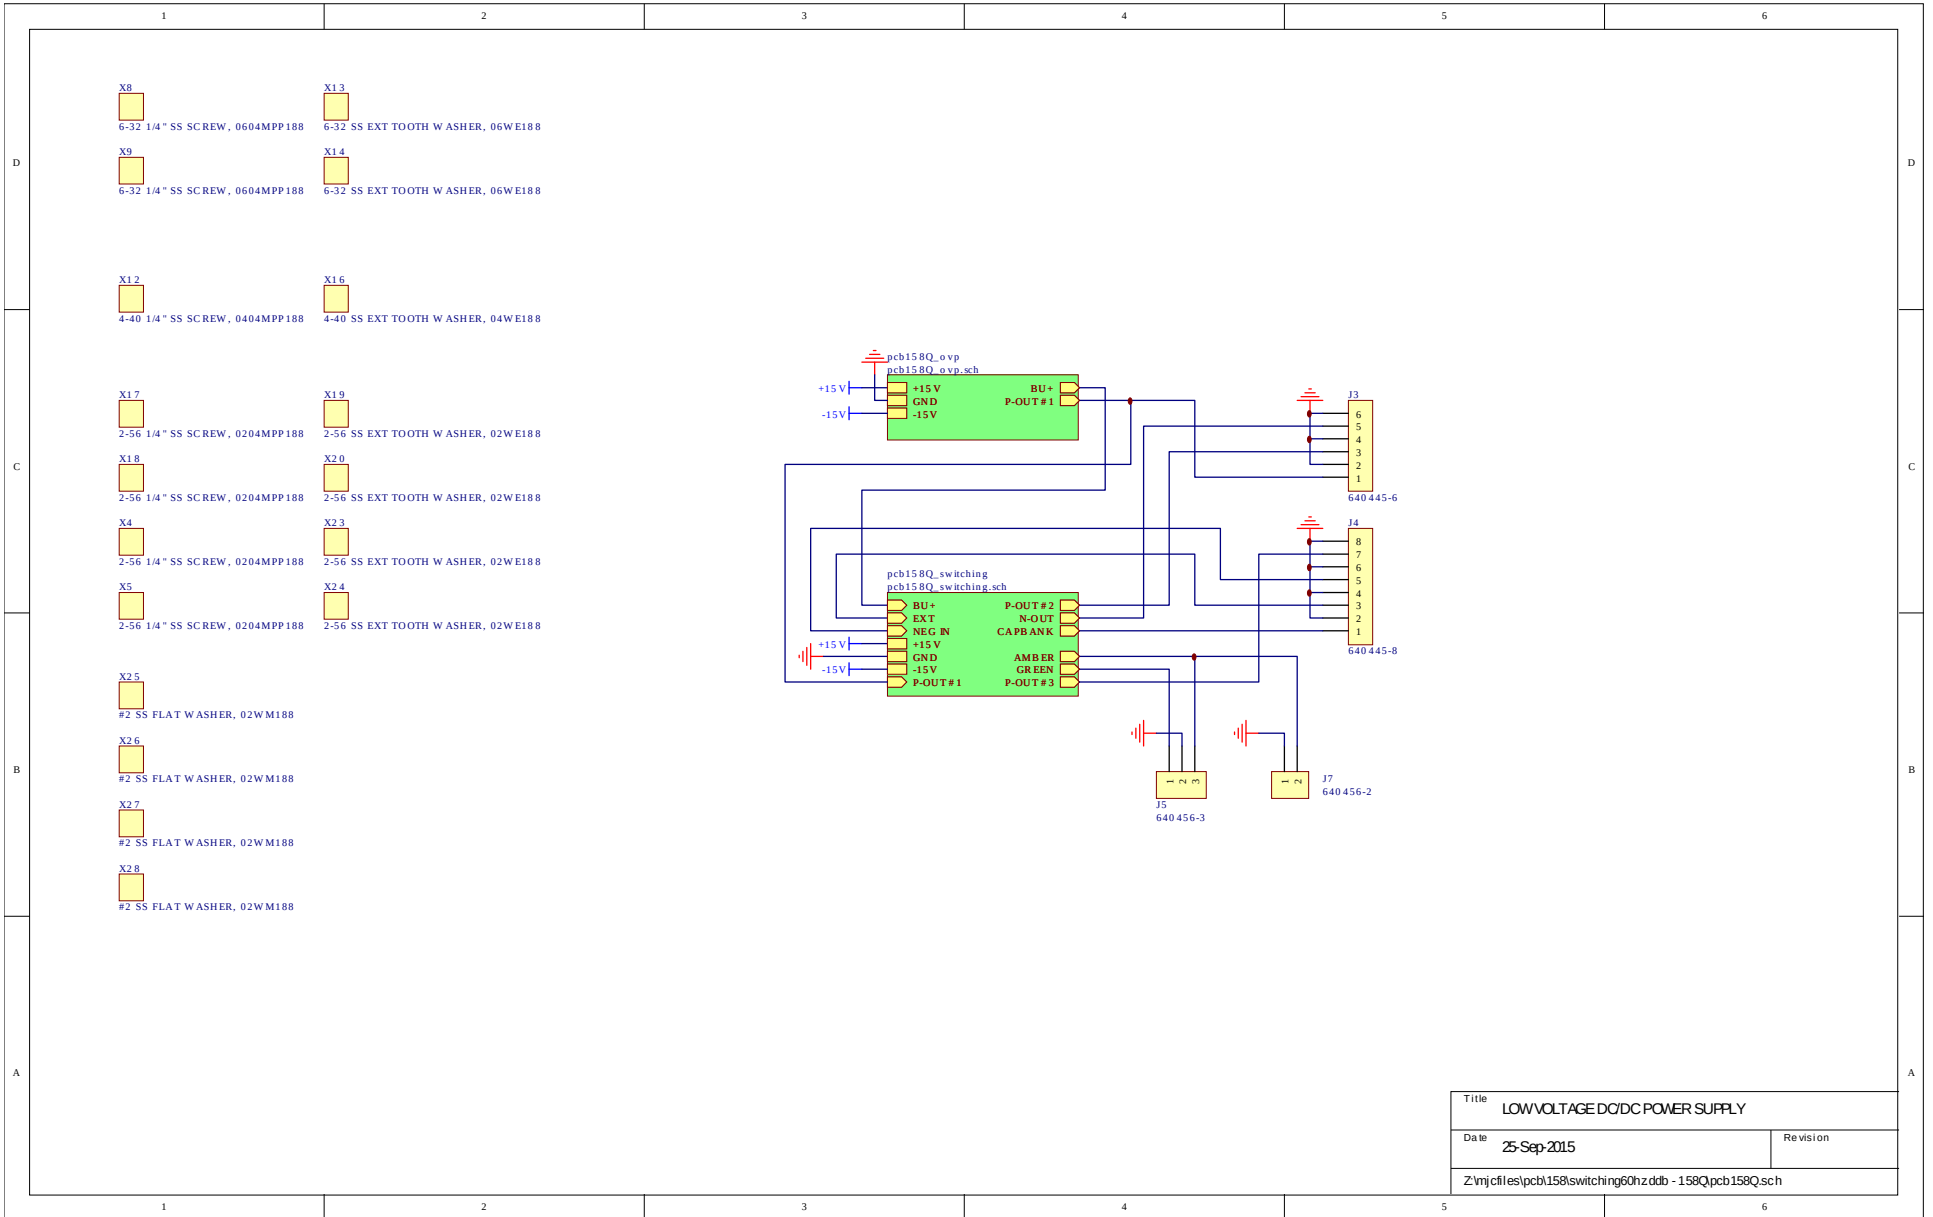 1 2 3 4 5 6
D D
C C
B B
A A
X8
6-32 1/4" SS SCREW, 0604MPP188
X13
6-32 SS EXT TOOTH WASHER, 06WE188
X9
6-32 1/4" SS SCREW, 0604MPP188
X14
6-32 SS EXT TOOTH WASHER, 06WE188
X12
4-40 1/4" SS SCREW, 0404MPP188
X16
4-40 SS EXT TOOTH WASHER, 04WE188
X17
2-56 1/4" SS SCREW, 0204MPP188
X19
2-56 SS EXT TOOTH WASHER, 02WE188
X18
2-56 1/4" SS SCREW, 0204MPP188
X20
2-56 SS EXT TOOTH WASHER, 02WE188
X4
2-56 1/4" SS SCREW, 0204MPP188
X23
2-56 SS EXT TOOTH WASHER, 02WE188
X5
2-56 1/4" SS SCREW, 0204MPP188
X24
2-56 SS EXT TOOTH WASHER, 02WE188
X25
#2 SS FLAT WASHER, 02WM188
X26
#2 SS FLAT WASHER, 02WM188
X27
#2 SS FLAT WASHER, 02WM188
X28
#2 SS FLAT WASHER, 02WM188
pcb158Q_ovp
pcb158Q_ovp.sch
+15V +15V BU+
GND P-OUT#1
-15V -15V
J3
6
5
4
3
2
1
640445-6
J4
8
7
6
5
4
3
2
1
640445-8
pcb158Q_switching
pcb158Q_switching.sch
BU+ P-OUT#2
EXT N-OUT
NEG IN CAPBANK
+15V +15V
GND AMBER
-15V -15V GREEN
P-OUT#1 P-OUT#3
1 2 3
J5
640456-3
1 2
J7
640456-2
Title LOW VOLTAGE DC/DC POWER SUPPLY
Date 25-Sep-2015 Revision
Z:\mjcfiles\pcb\158\switching60hz.ddb - 158Q\pcb158Q.sch
1 2 3 4 5 6